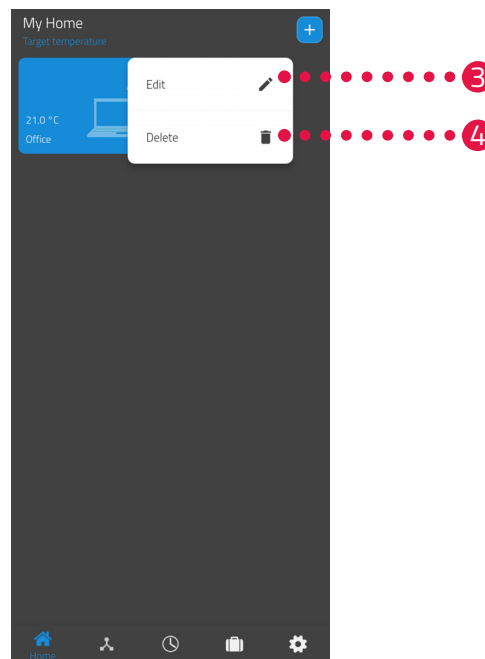 My Home
Target temperature
+
Edit
3
21.0 °C
Office
Delete
4
Home